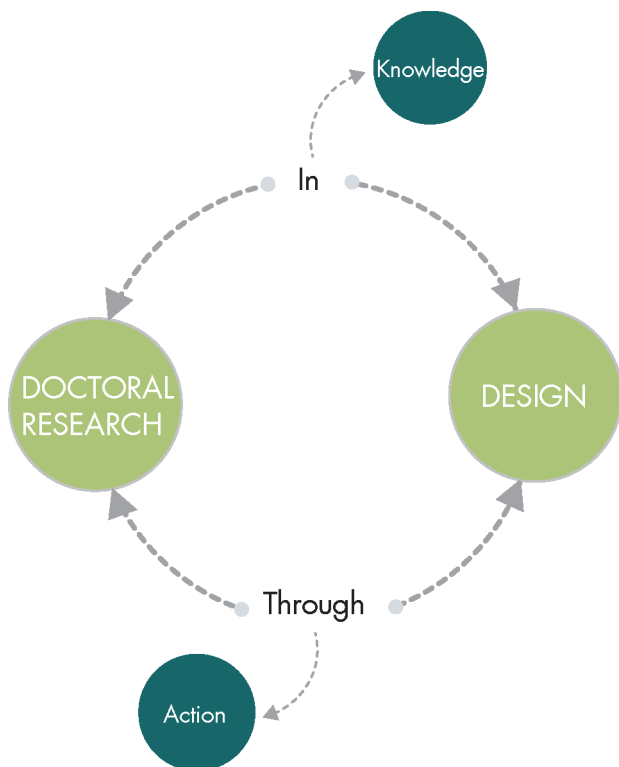 Knowledge
In
DOCTORAL
RESEARCH
DESIGN
Through
Action